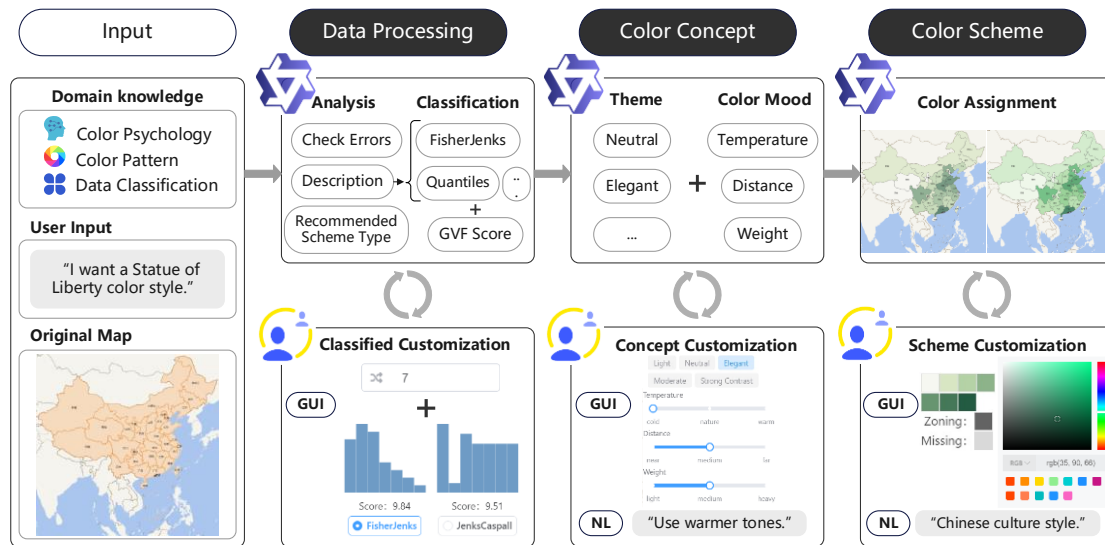 Input
Data Processing
Color Concept
Color Scheme
Domain knowledge
Color Psychology
Color Pattern
Data Classification
User Input
“I want a Statue of
Liberty color style.”
Original Map
Analysis
Classification
Check Errors
Description
Recommended
Scheme Type
FisherJenks
Quantiles
...
+
GVF Score
Theme
Color Mood
Neutral
Elegant
...
+
Temperature
Distance
Weight
Color Assignment
Classified Customization
GUI
7
+
Score: 9.84
Score: 9.51
FisherJenks
JenksCaspall
Concept Customization
Light
Neutral
Elegant
Moderate
Strong Contrast
GUI
Temperature
cold
nature
warm
Distance
medium
Weight
light
medium
heavy
NL
“Use warmer tones.”
Scheme Customization
GUI
Zoning:
Missing:
RGB
rgb(35, 90, 66)
NL
“Chinese culture style.”